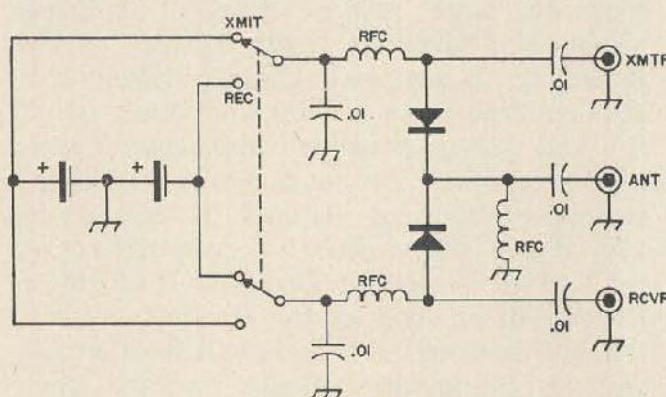 XMIT
RFC
.01
XMTR
REC
.01
+
+
.01
ANT
RFC
RFC
.01
RCVR
.01